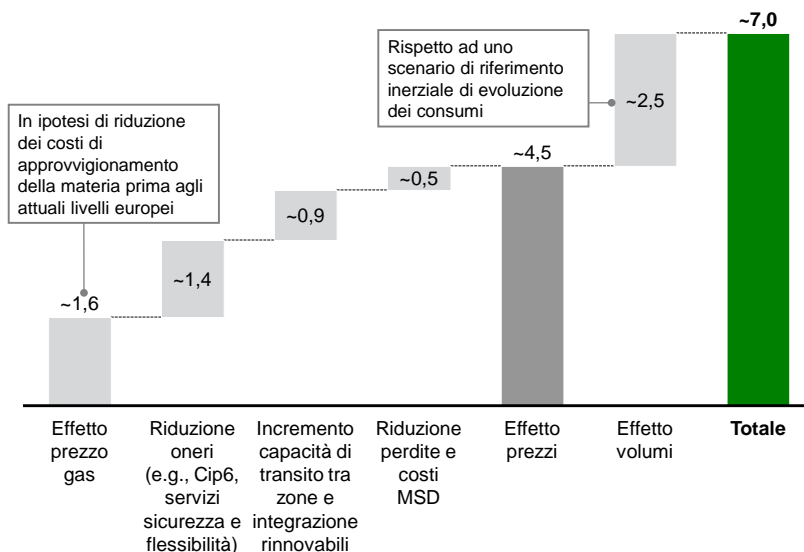 ~7,0
Rispetto ad uno
scenario di riferimento
inerziale di evoluzione
dei consumi
~2,5
In ipotesi di riduzione
dei costi di
approvvigionamento
della materia prima agli
attuali livelli europei
~4,5
~0,5
~0,9
~1,4
~1,6
Effetto
prezzo
gas
Riduzione
oneri
(e.g., Cip6,
servizi
sicurezza e
flessibilità)
Incremento
capacità di
transito tra
zone e
integrazione
rinnovabili
Riduzione
perdite e
costi
MSD
Effetto
prezzi
Effetto
volumi
Totale